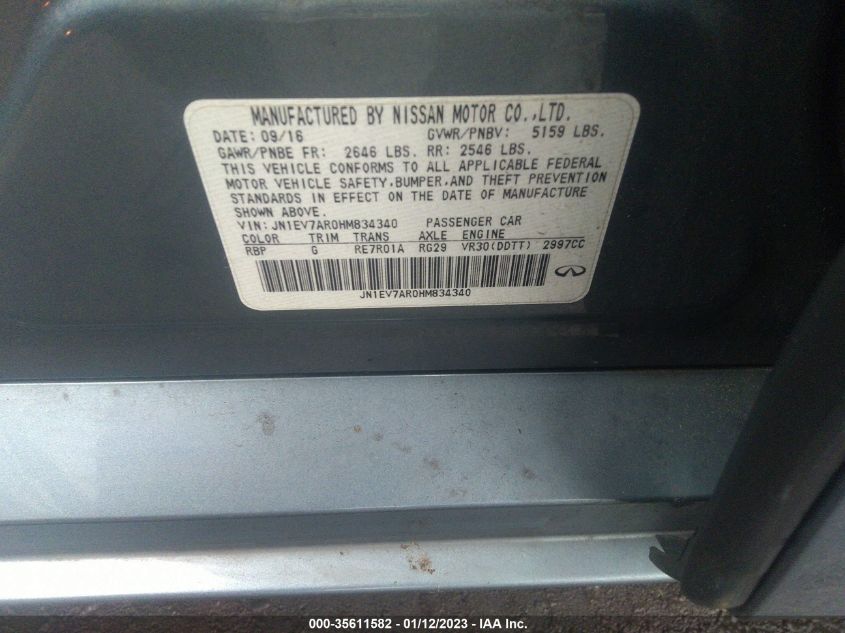 MANUFACTURED BY NISSAN MOTOR CO.,LTD.
DATE: 09/16 GVWR/PNBV: 5159 LBS.
GAWR/PNBE FR: 2646 LBS. RR: 2546 LBS.
THIS VEHICLE CONFORMS TO ALL APPLICABLE FEDERAL
MOTOR VEHICLE SAFETY,BUMPER,AND THEFT PREVENTION
STANDARDS IN EFFECT ON THE DATE OF MANUFACTURE
SHOWN ABOVE.
VIN: JN1EV7AR0HM834340 PASSENGER CAR
COLOR TRIM TRANS AXLE ENGINE
RBP G RE7R01A RG29 VR30(DDTT) 2997CC
JN1EV7AR0HM834340
000-35611582 - 01/12/2023 - IAA Inc.